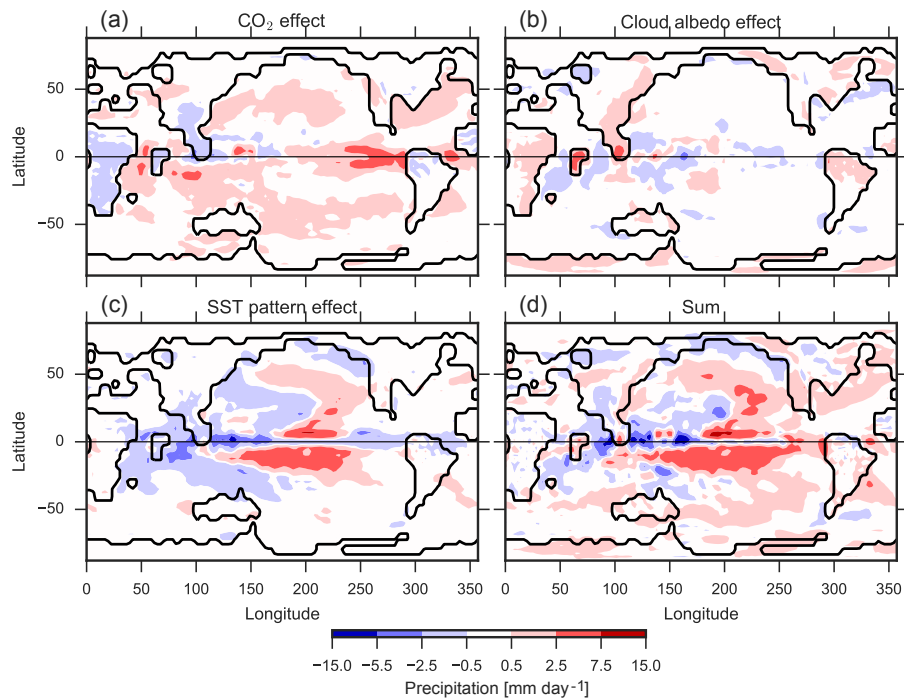 (a) CO₂ effect
(b) Cloud albedo effect
Latitude
50
0
−50
(c) SST pattern effect
(d) Sum
Latitude
50
0
−50
0 50 100 150 200 250 300 350
0 50 100 150 200 250 300 350
Longitude
Longitude
−15.0 −5.5 −2.5 −0.5 0.5 2.5 7.5 15.0
Precipitation [mm day⁻¹]